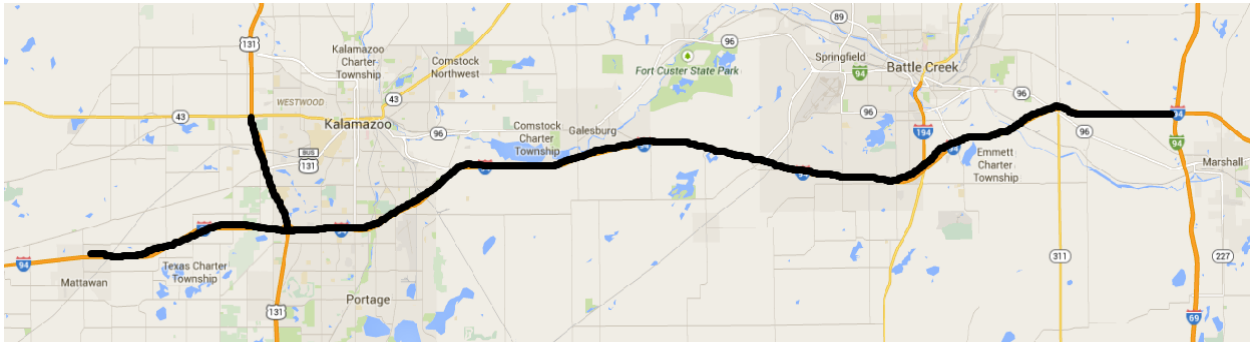 89
131
96
Kalamazoo
Charter
Township
Comstock
Northwest
Springfield
Fort Custer State Park
94
Battle Creek
WESTWOOD
43
96
43
Kalamazoo
96
96
94
Comstock
Charter
Township
Galesburg
194
96
94
BUS
131
Emmett
Charter
Township
Marshall
94
Texas Charter
Township
Mattawan
311
227
Portage
131
69